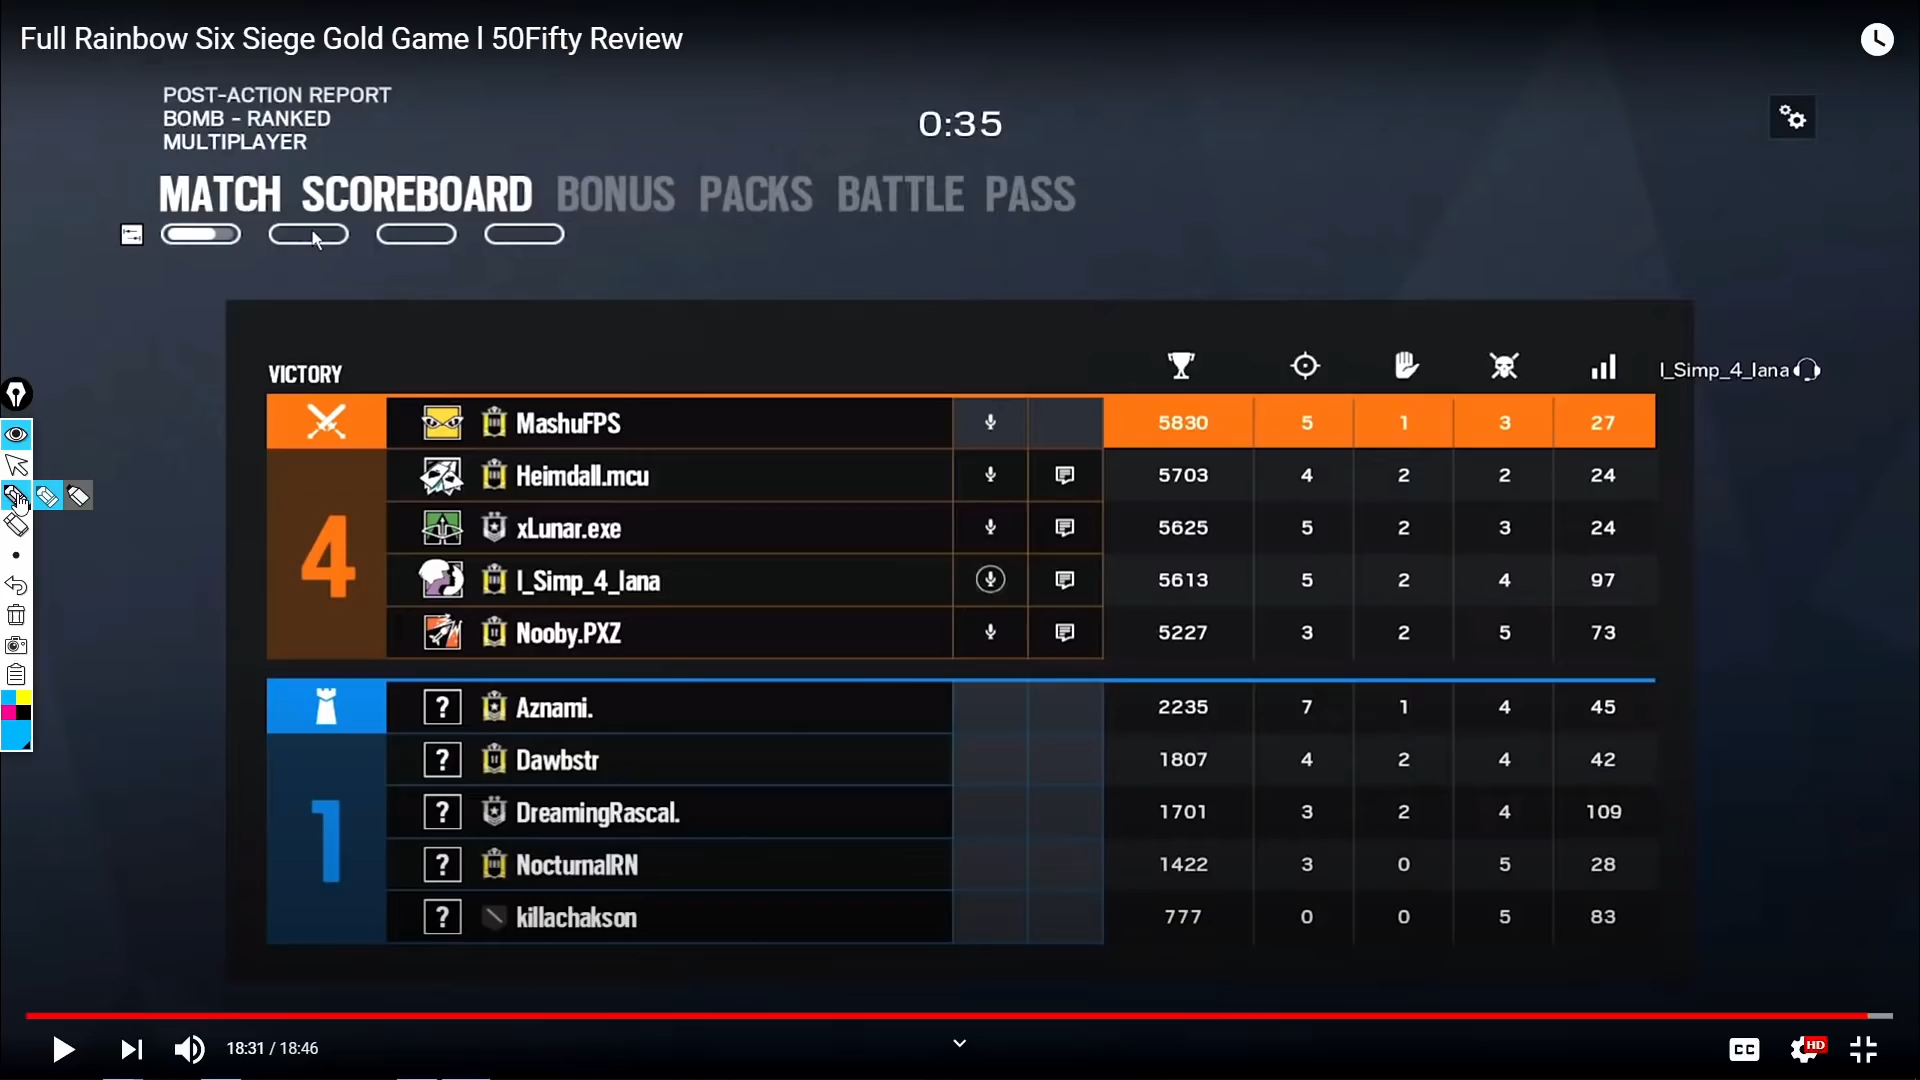 Full Rainbow Six Siege Gold Game l 50Fifty Review
POST-ACTION REPORT
BOMB - RANKED
MULTIPLAYER
0:35
MATCH SCOREBOARD BONUS PACKS BATTLE PASS
VICTORY
I_Simp_4_Iana
MashuFPS 5830 5 1 3 27
Heimdall.mcu 5703 4 2 2 24
xLunar.exe 5625 5 2 3 24
4
I_Simp_4_Iana 5613 5 2 4 97
Nooby.PXZ 5227 3 2 5 73
? Aznami. 2235 7 1 4 45
? Dawbstr 1807 4 2 4 42
? DreamingRascal. 1701 3 2 4 109
1
? NocturnalRN 1422 3 0 5 28
? killachakson 777 0 0 5 83
18:31 / 18:46
CC
HD